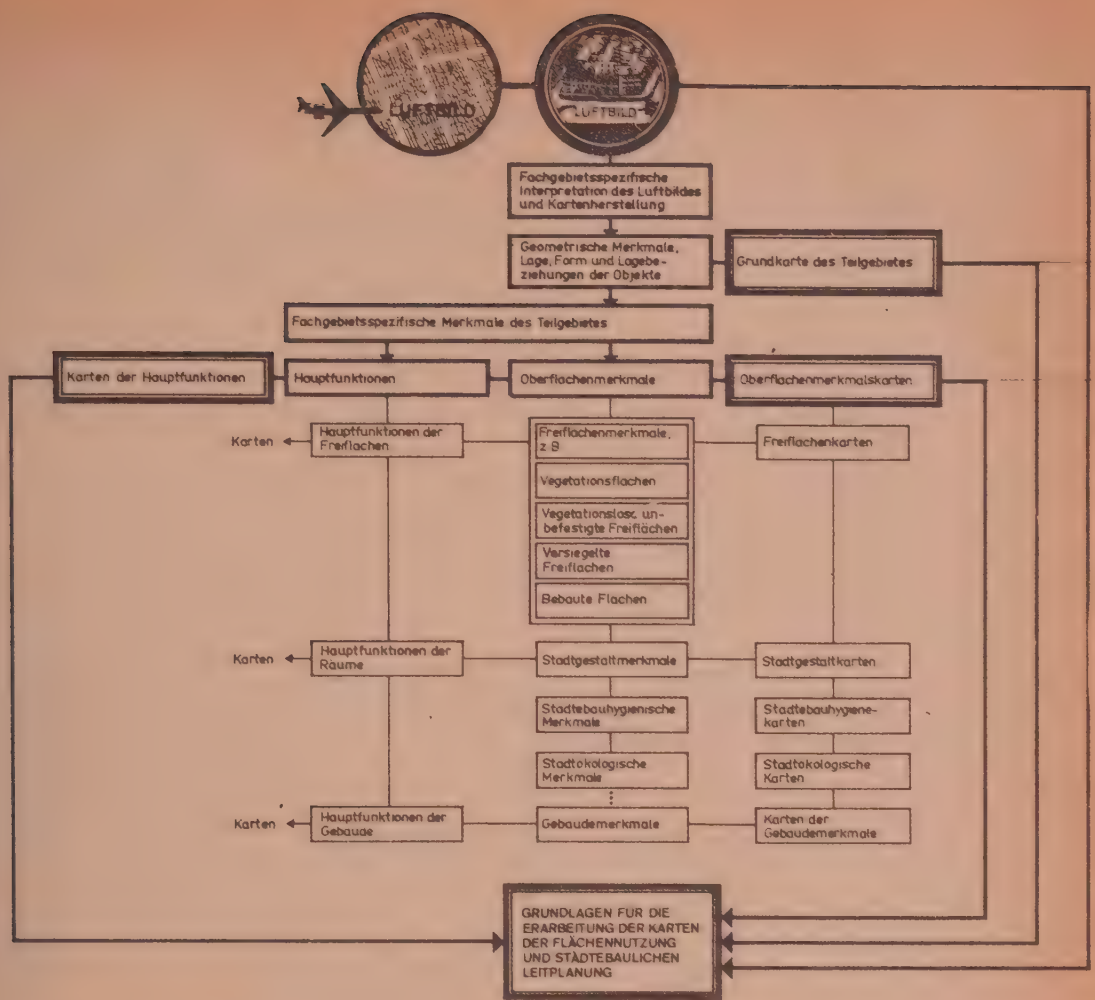 LUFTBILD
LUFTBILD
Fachgebietsspezifische
Interpretation des Luftbildes
und Kartenherstellung
Geometrische Merkmale,
Lage, Form und Lagebe-
ziehungen der Objekte
Grundkarte des Teilgebietes
Fachgebietsspezifische Merkmale des Teilgebietes
Karten der Hauptfunktionen
Hauptfunktionen
Oberflächenmerkmale
Oberflächenmerkmalskarten
Karten
Hauptfunktionen der
Freiflächen
Freiflächenmerkmale,
z B
Freiflächenkarten
Vegetationsflächen
Vegetationslose un-
befestigte Freiflächen
Versiegelte
Freiflächen
Bebaute Flächen
Karten
Hauptfunktionen der
Räume
Stadtgestaltmerkmale
Stadtgestaltkarten
Städtebauhygienische
Merkmale
Städtebauhygiene-
karten
Stadtökologische
Merkmale
Stadtökologische
Karten
Karten
Hauptfunktionen der
Gebäude
Gebäudemerkmale
Karten der
Gebäudemerkmale
GRUNDLAGEN FÜR DIE
ERARBEITUNG DER KARTEN
DER FLÄCHENNUTZUNG
UND STÄDTEBAULICHEN
LEITPLANUNG